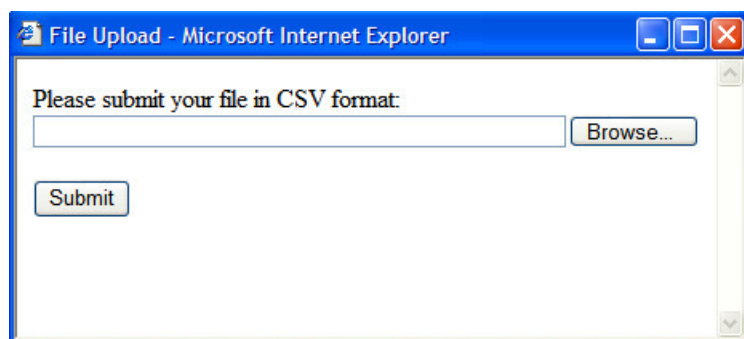 File Upload - Microsoft Internet Explorer
Please submit your file in CSV format:
Browse...
Submit